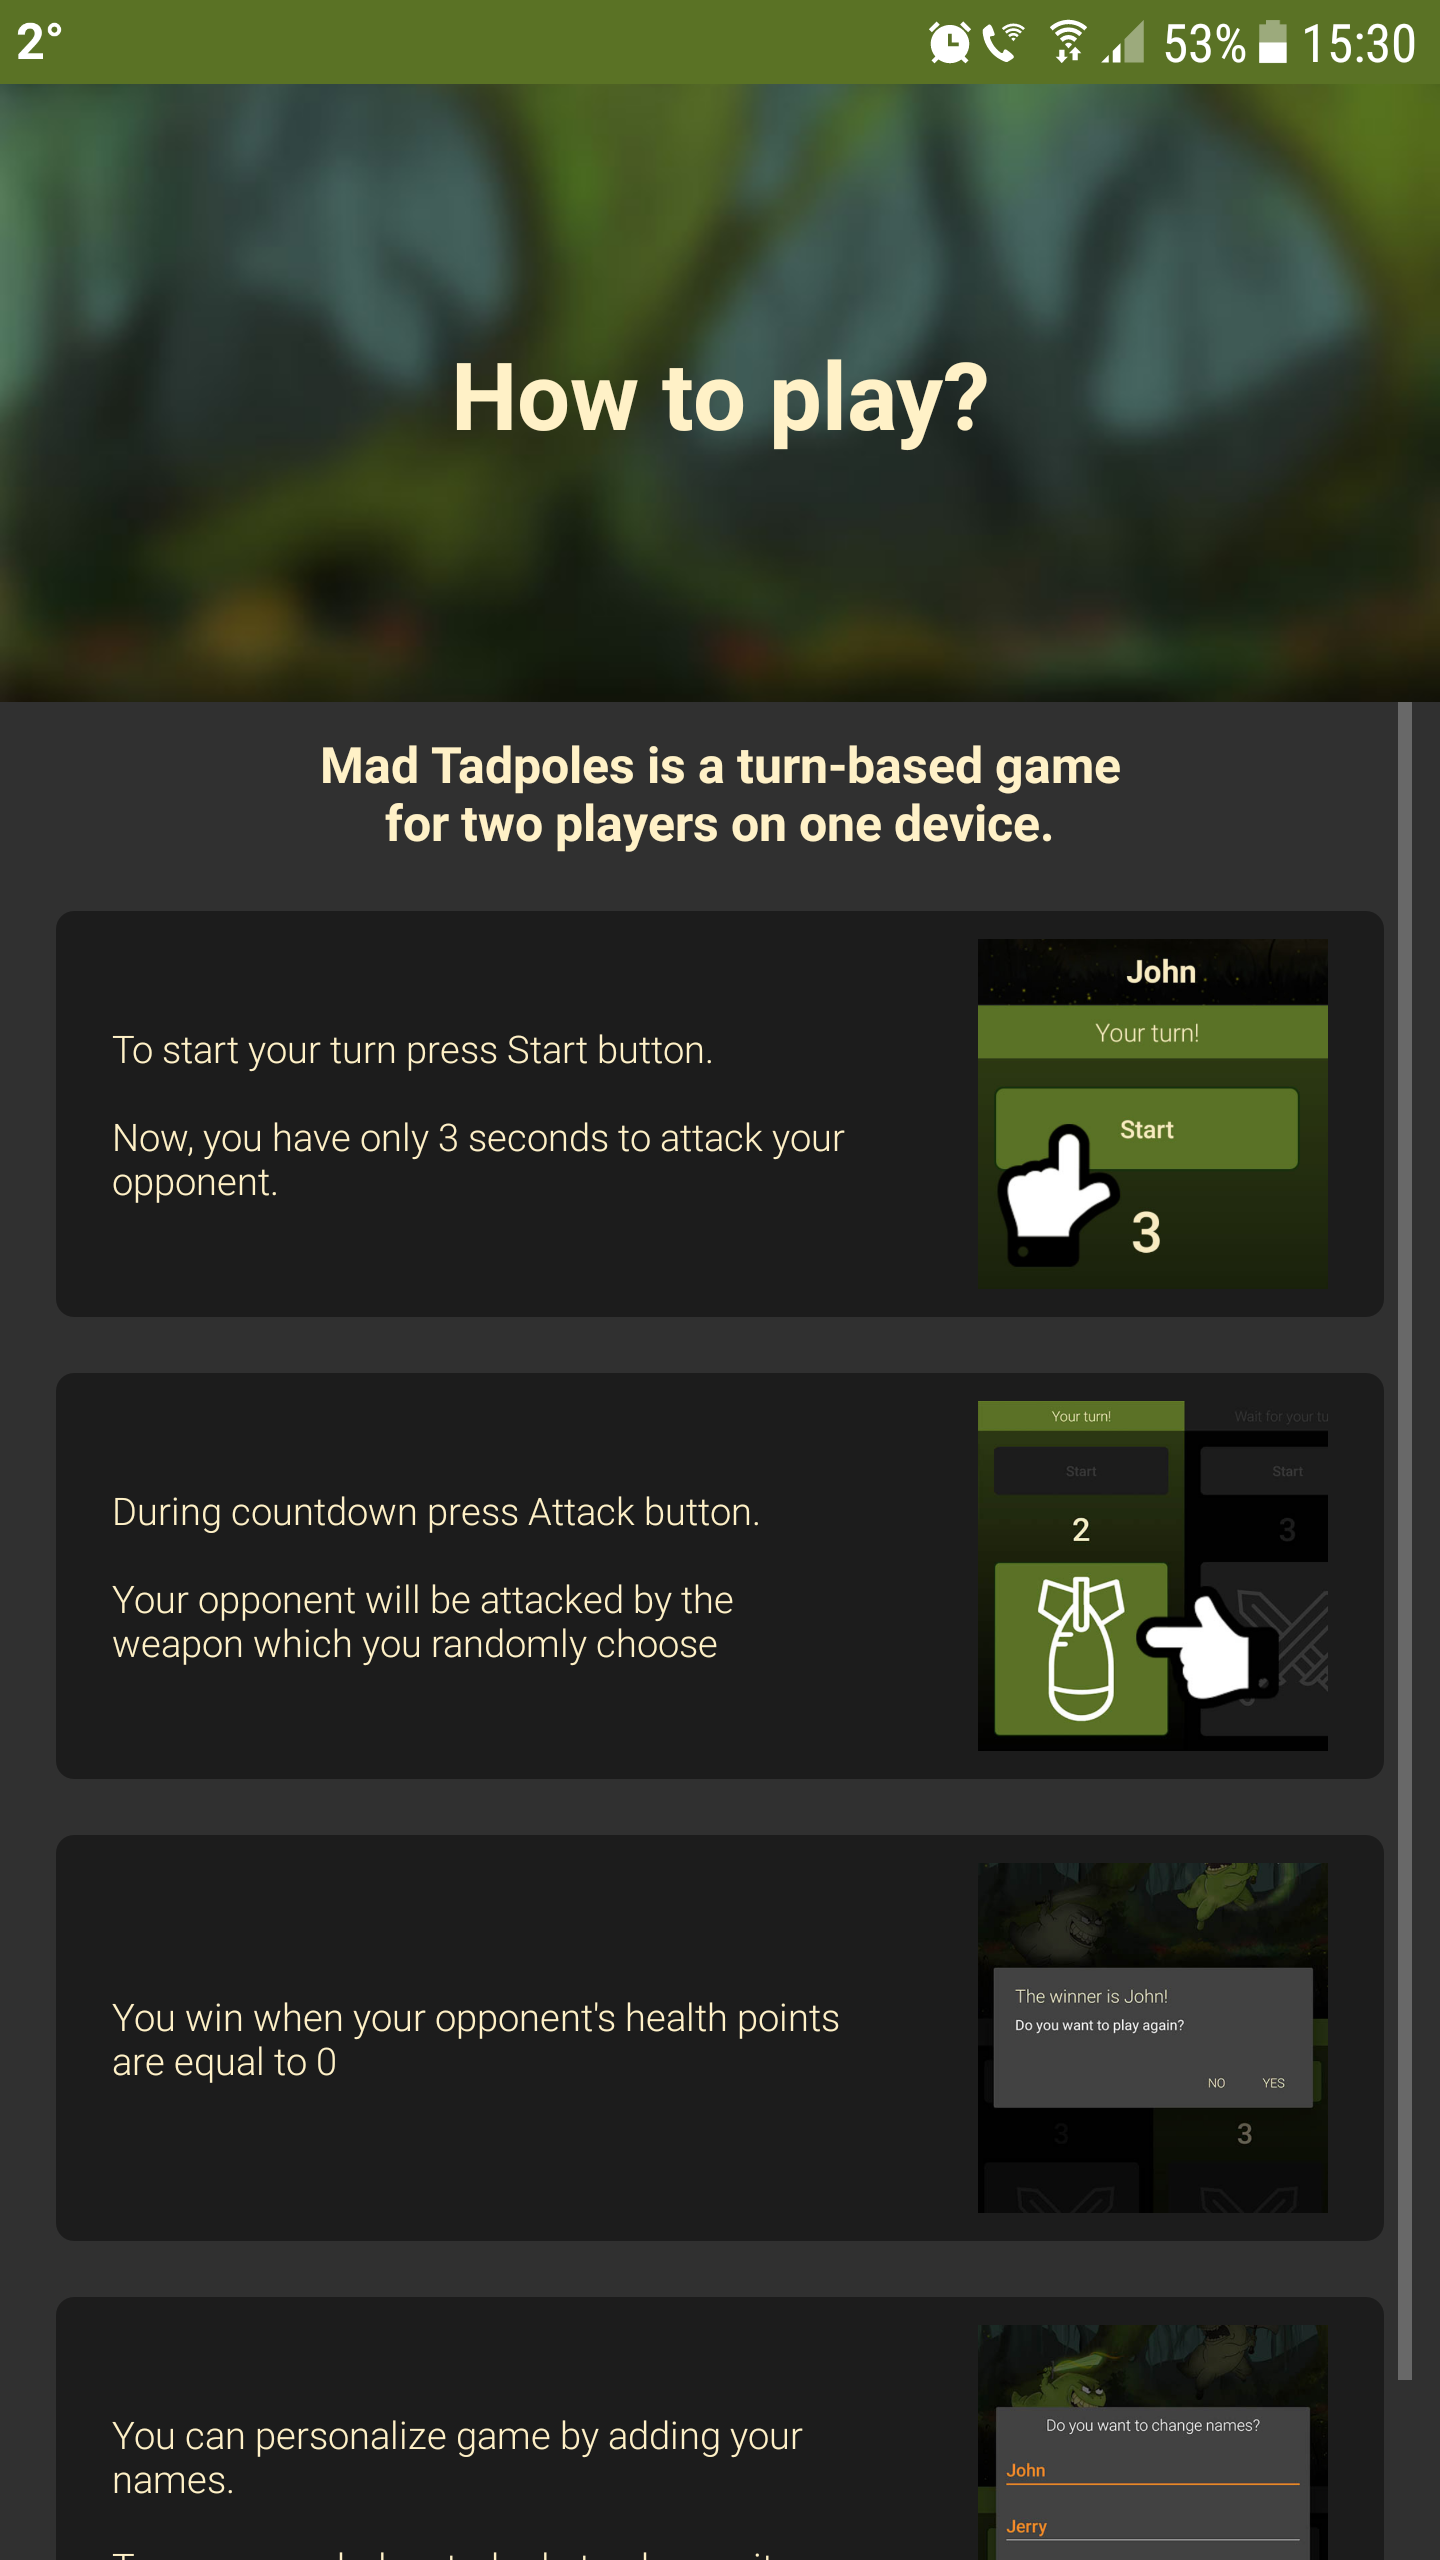 2°
53%
15:30
How to play?
Mad Tadpoles is a turn-based game
for two players on one device.
To start your turn press Start button.
Now, you have only 3 seconds to attack your
opponent.
John
Your turn!
Start
3
During countdown press Attack button.
Your opponent will be attacked by the
weapon which you randomly choose
Your turn!
Wait for your tu
Start
Start
2
3
You win when your opponent's health points
are equal to 0
The winner is John!
Do you want to play again?
NO
YES
3
3
You can personalize game by adding your
names.
Do you want to change names?
John
Jerry